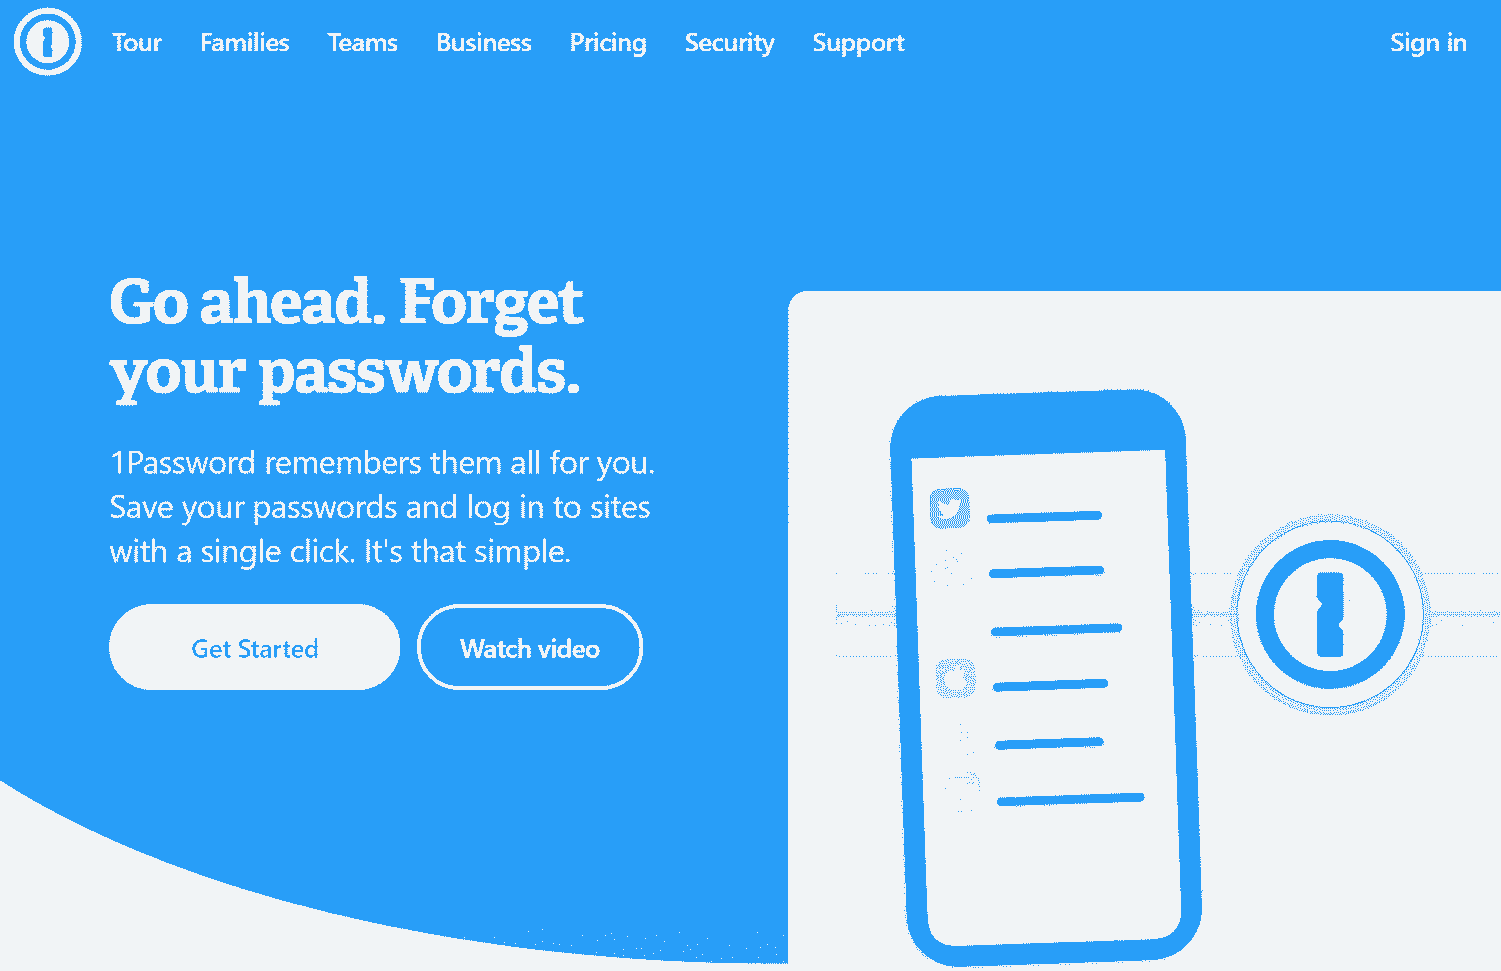 Tour Families Teams Business Pricing Security Support Sign in
Go ahead. Forget
your passwords.
1Password remembers them all for you.
Save your passwords and log in to sites
with a single click. It's that simple.
Get Started Watch video